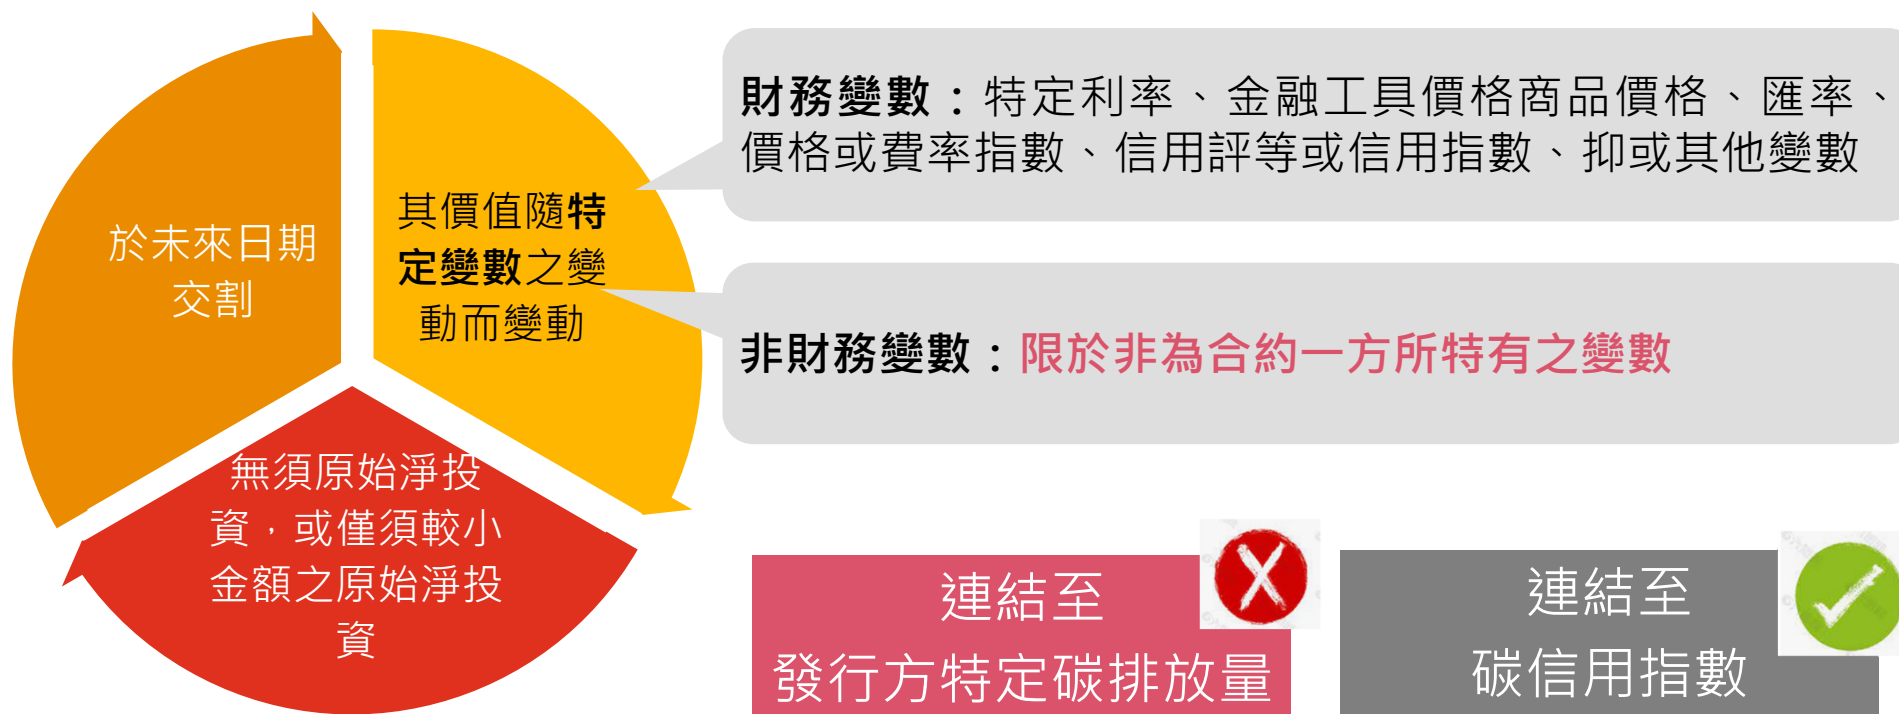 於未來日期
交割
其價值隨特
定變數之變
動而變動
無須原始淨投
資，或僅須較小
金額之原始淨投
資
財務變數：特定利率、金融工具價格商品價格、匯率、
價格或費率指數、信用評等或信用指數、抑或其他變數
非財務變數：限於非為合約一方所特有之變數
連結至
發行方特定碳排放量
連結至
碳信用指數